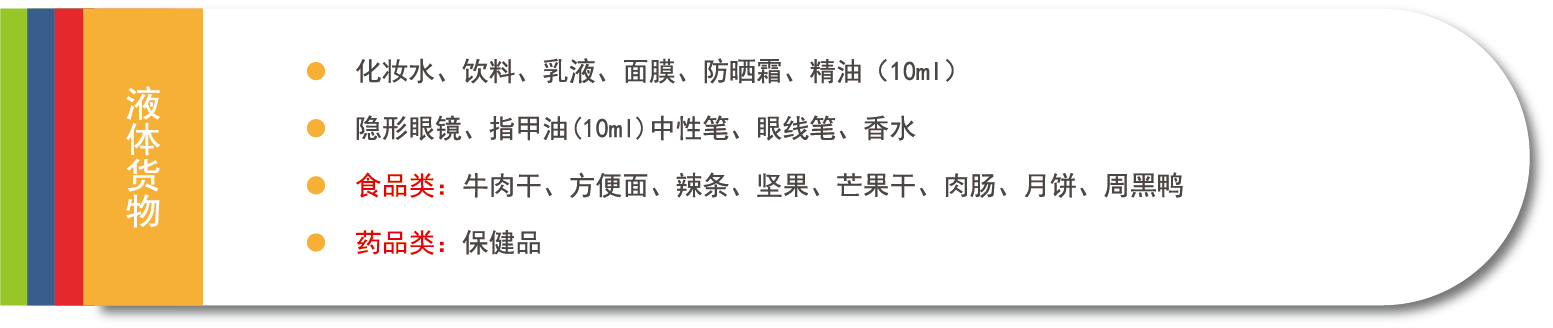 液体货物
化妆水、饮料、乳液、面膜、防晒霜、精油（10ml）
隐形眼镜、指甲油(10ml)中性笔、眼线笔、香水
食品类：牛肉干、方便面、辣条、坚果、芒果干、肉肠、月饼、周黑鸭
药品类：保健品